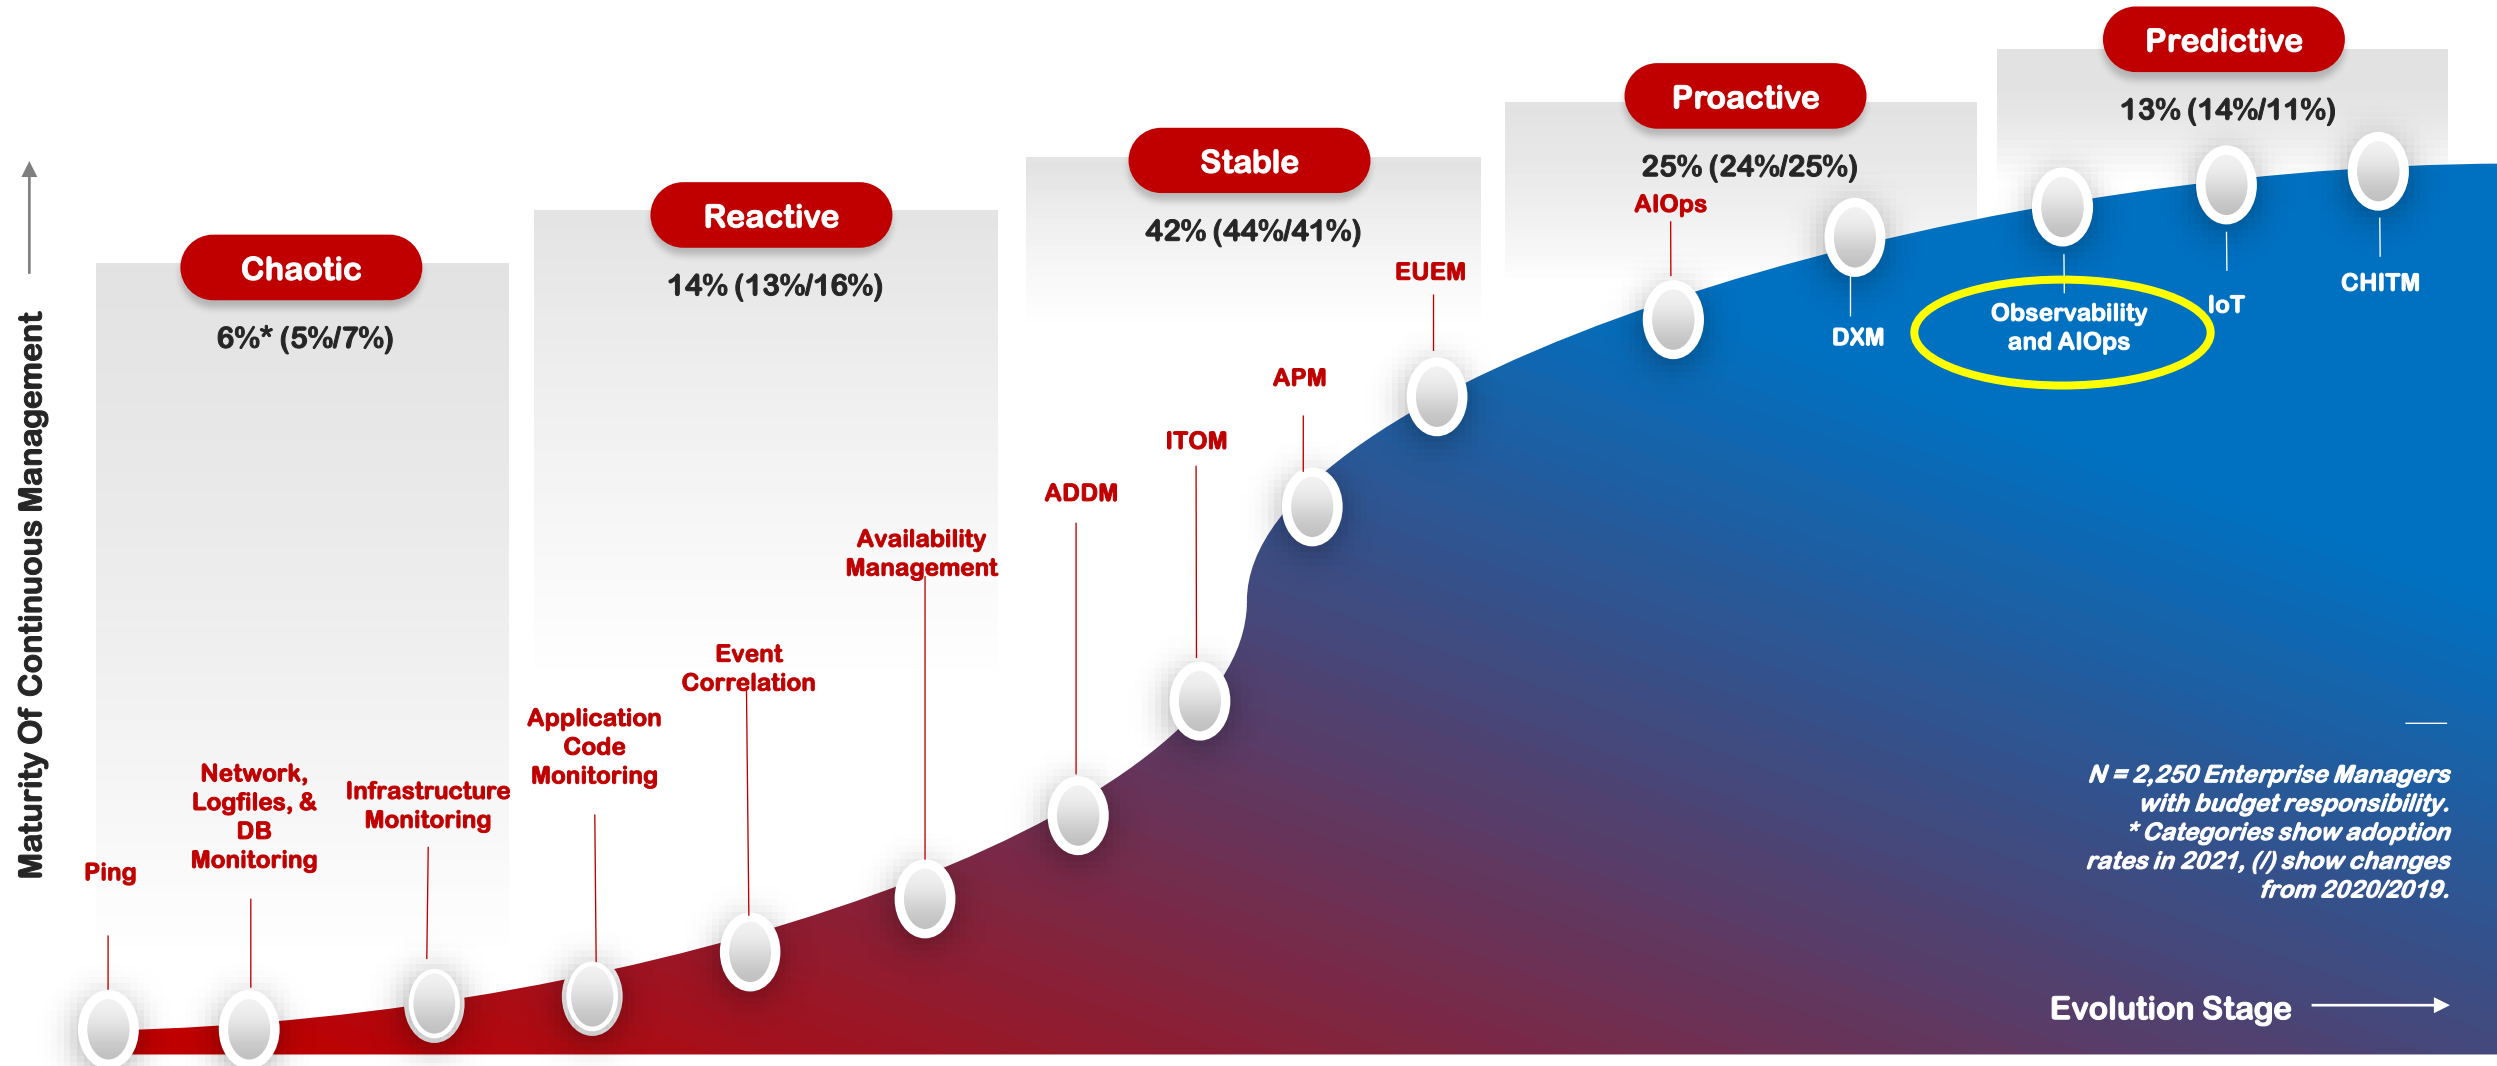 Predictive
13% (14%/11%)
Proactive
25% (24%/25%)
Stable
42% (44%/41%)
Reactive
14% (13%/16%)
Chaotic
6%* (5%/7%)
Maturity Of Continuous Management
Ping
Network,
Logfiles, &
DB
Monitoring
Infrastructure
Monitoring
Application
Code
Monitoring
Event
Correlation
Availability
Management
ADDM
ITOM
APM
EUEM
AIOps
DXM
Observability
and AIOps
IoT
CHITM
N = 2,250 Enterprise Managers
with budget responsibility.
* Categories show adoption
rates in 2021, (/) show changes
from 2020/2019.
Evolution Stage